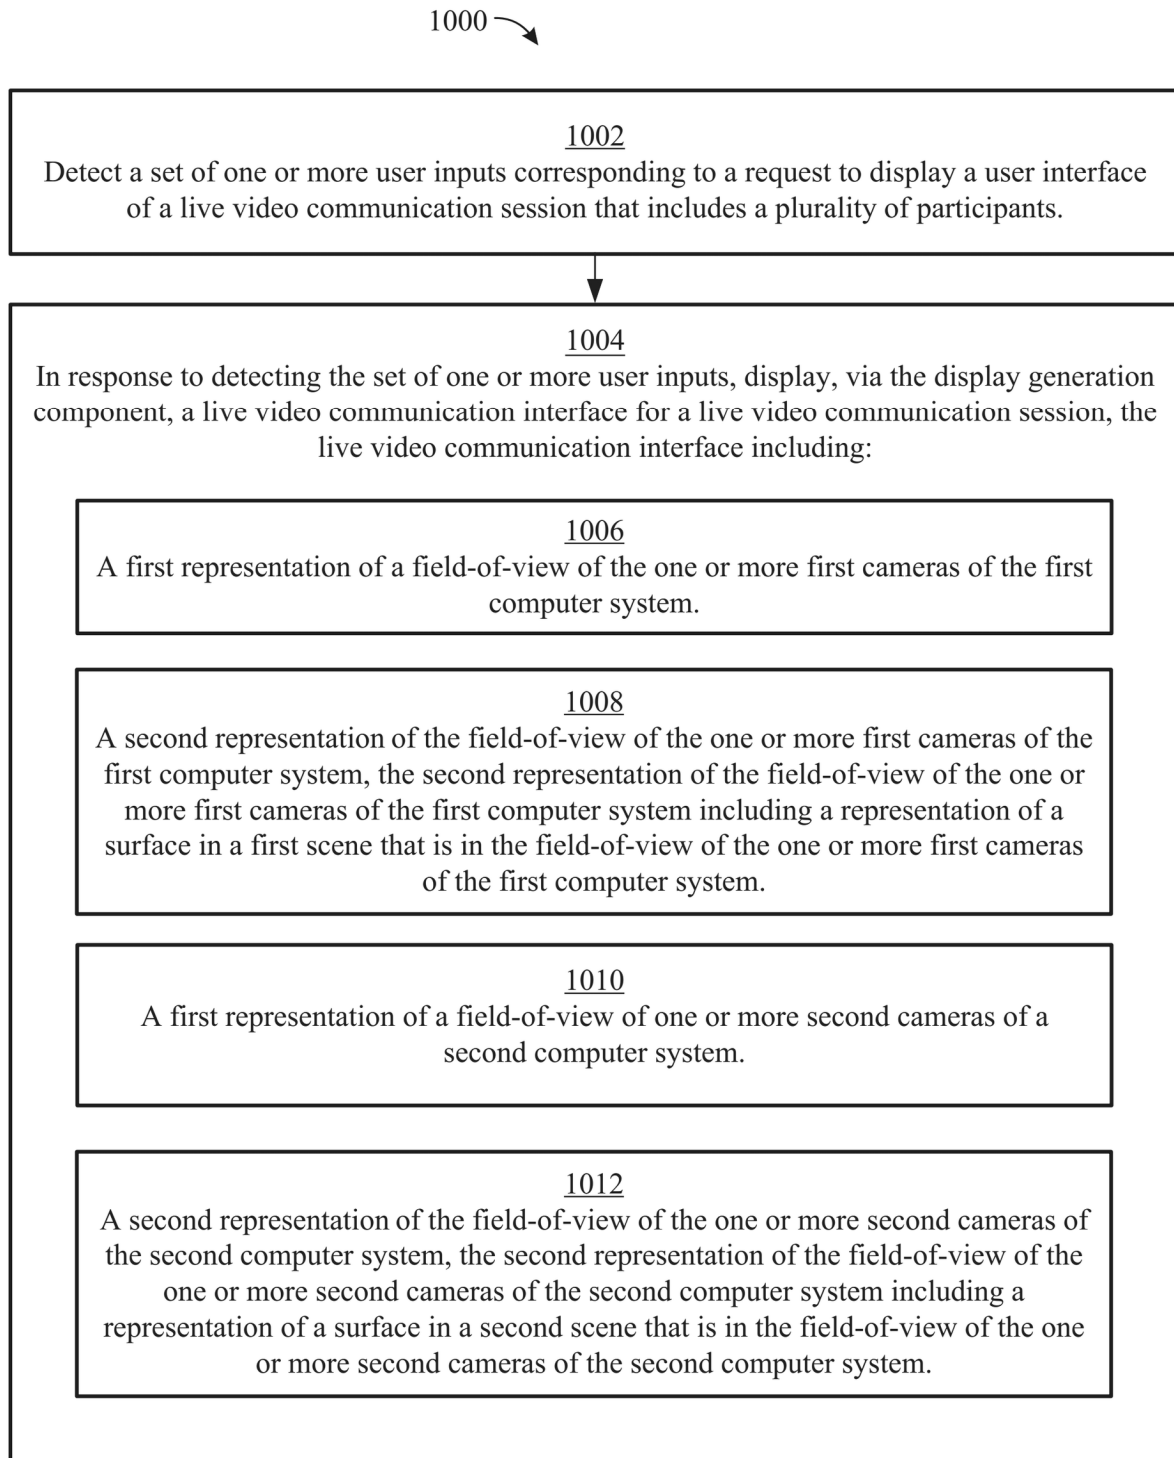 1000
1002
Detect a set of one or more user inputs corresponding to a request to display a user interface
of a live video communication session that includes a plurality of participants.
1004
In response to detecting the set of one or more user inputs, display, via the display generation
component, a live video communication interface for a live video communication session, the
live video communication interface including:
1006
A first representation of a field-of-view of the one or more first cameras of the first
computer system.
1008
A second representation of the field-of-view of the one or more first cameras of the
first computer system, the second representation of the field-of-view of the one or
more first cameras of the first computer system including a representation of a
surface in a first scene that is in the field-of-view of the one or more first cameras
of the first computer system.
1010
A first representation of a field-of-view of one or more second cameras of a
second computer system.
1012
A second representation of the field-of-view of the one or more second cameras of
the second computer system, the second representation of the field-of-view of the
one or more second cameras of the second computer system including a
representation of a surface in a second scene that is in the field-of-view of the one
or more second cameras of the second computer system.